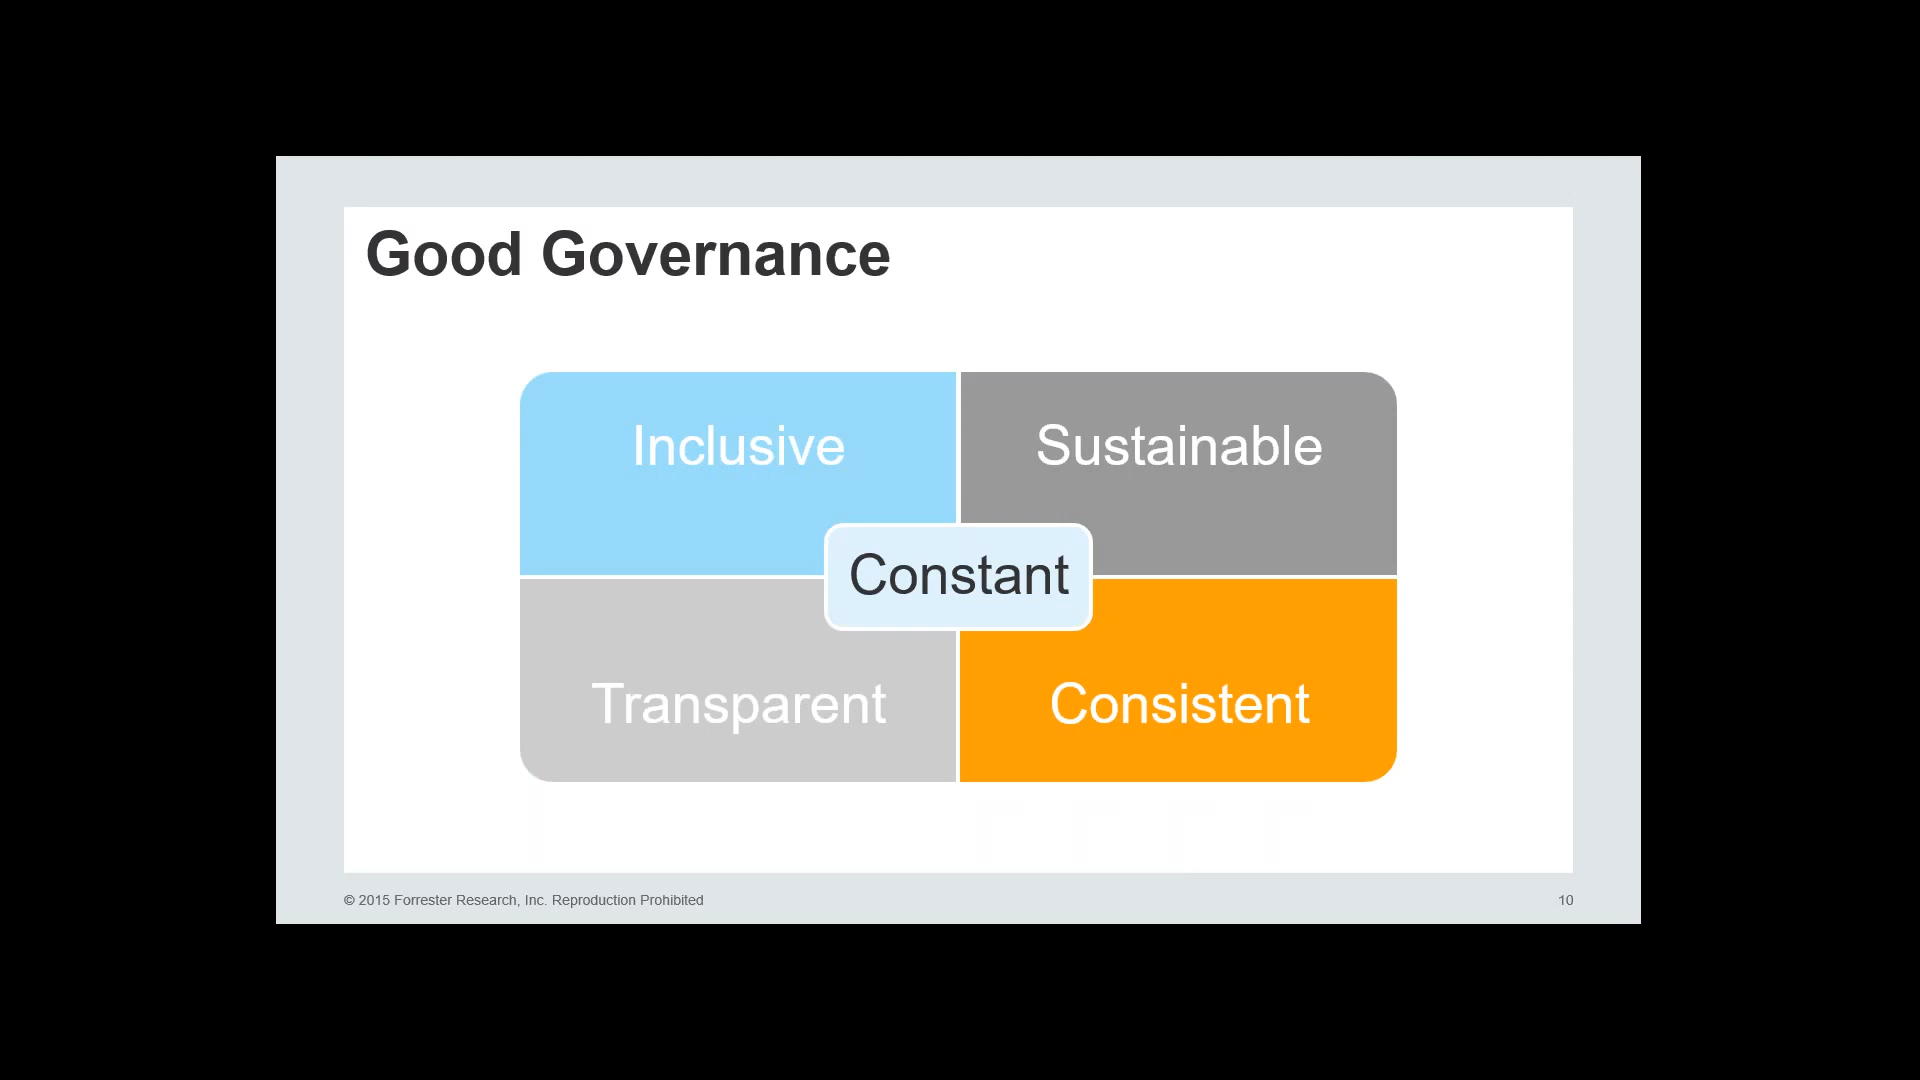 Good Governance
Inclusive
Sustainable
Constant
Transparent
Consistent
© 2015 Forrester Research, Inc. Reproduction Prohibited
10